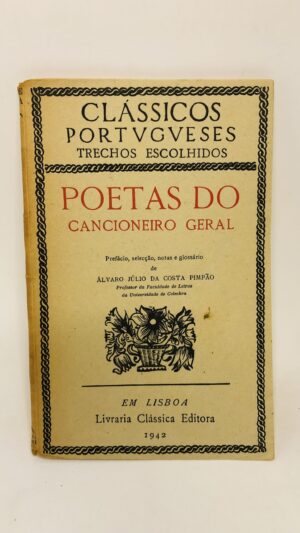 CLÁSSICOS
PORTVGVESES
TRECHOS ESCOLHIDOS
POETAS DO
CANCIONEIRO GERAL
Prefácio, selecção, notas e glossário
de
ÁLVARO JÚLIO DA COSTA PIMPÃO
Professor da Faculdade de Letras
da Universidade de Coimbra
EM LISBOA
Livraria Clássica Editora
1942